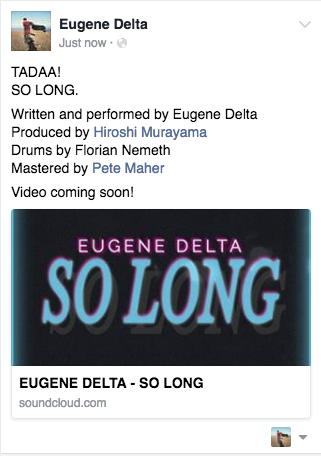 Eugene Delta
Just now ·
TADAA!
SO LONG.
Written and performed by Eugene Delta
Produced by Hiroshi Murayama
Drums by Florian Nemeth
Mastered by Pete Maher
Video coming soon!
EUGENE DELTA
SO LONG
EUGENE DELTA - SO LONG
soundcloud.com